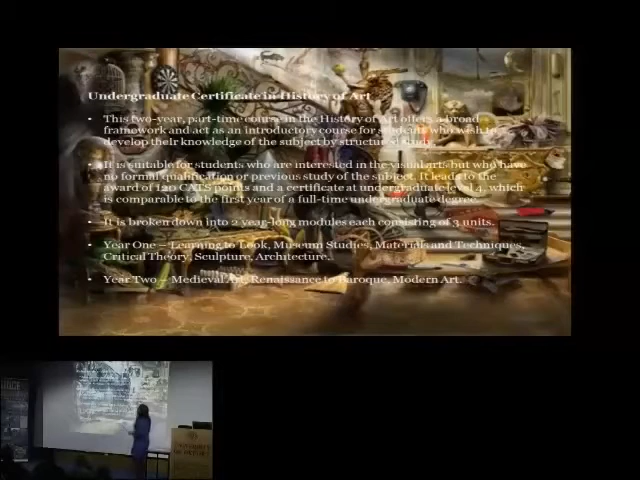 Undergraduate Certificate in History of Art
• This two-year, part-time course in the History of Art offers a broad
framework and act as an introductory course for students who wish to
develop their knowledge of the subject by structured study.
• It is suitable for students who are interested in the visual arts but who have
no formal qualification or previous study of the subject. It leads to the
award of 120 CATS points and a certificate at undergraduate level 4, which
is comparable to the first year of a full-time undergraduate degree.
• It is broken down into 2 year-long modules each consisting of 3 units.
• Year One – Learning to Look, Museum Studies, Materials and Techniques,
Critical Theory, Sculpture, Architecture.
• Year Two – Medieval Art, Renaissance to Baroque, Modern Art.
UNIVERSITY
OF OXFORD